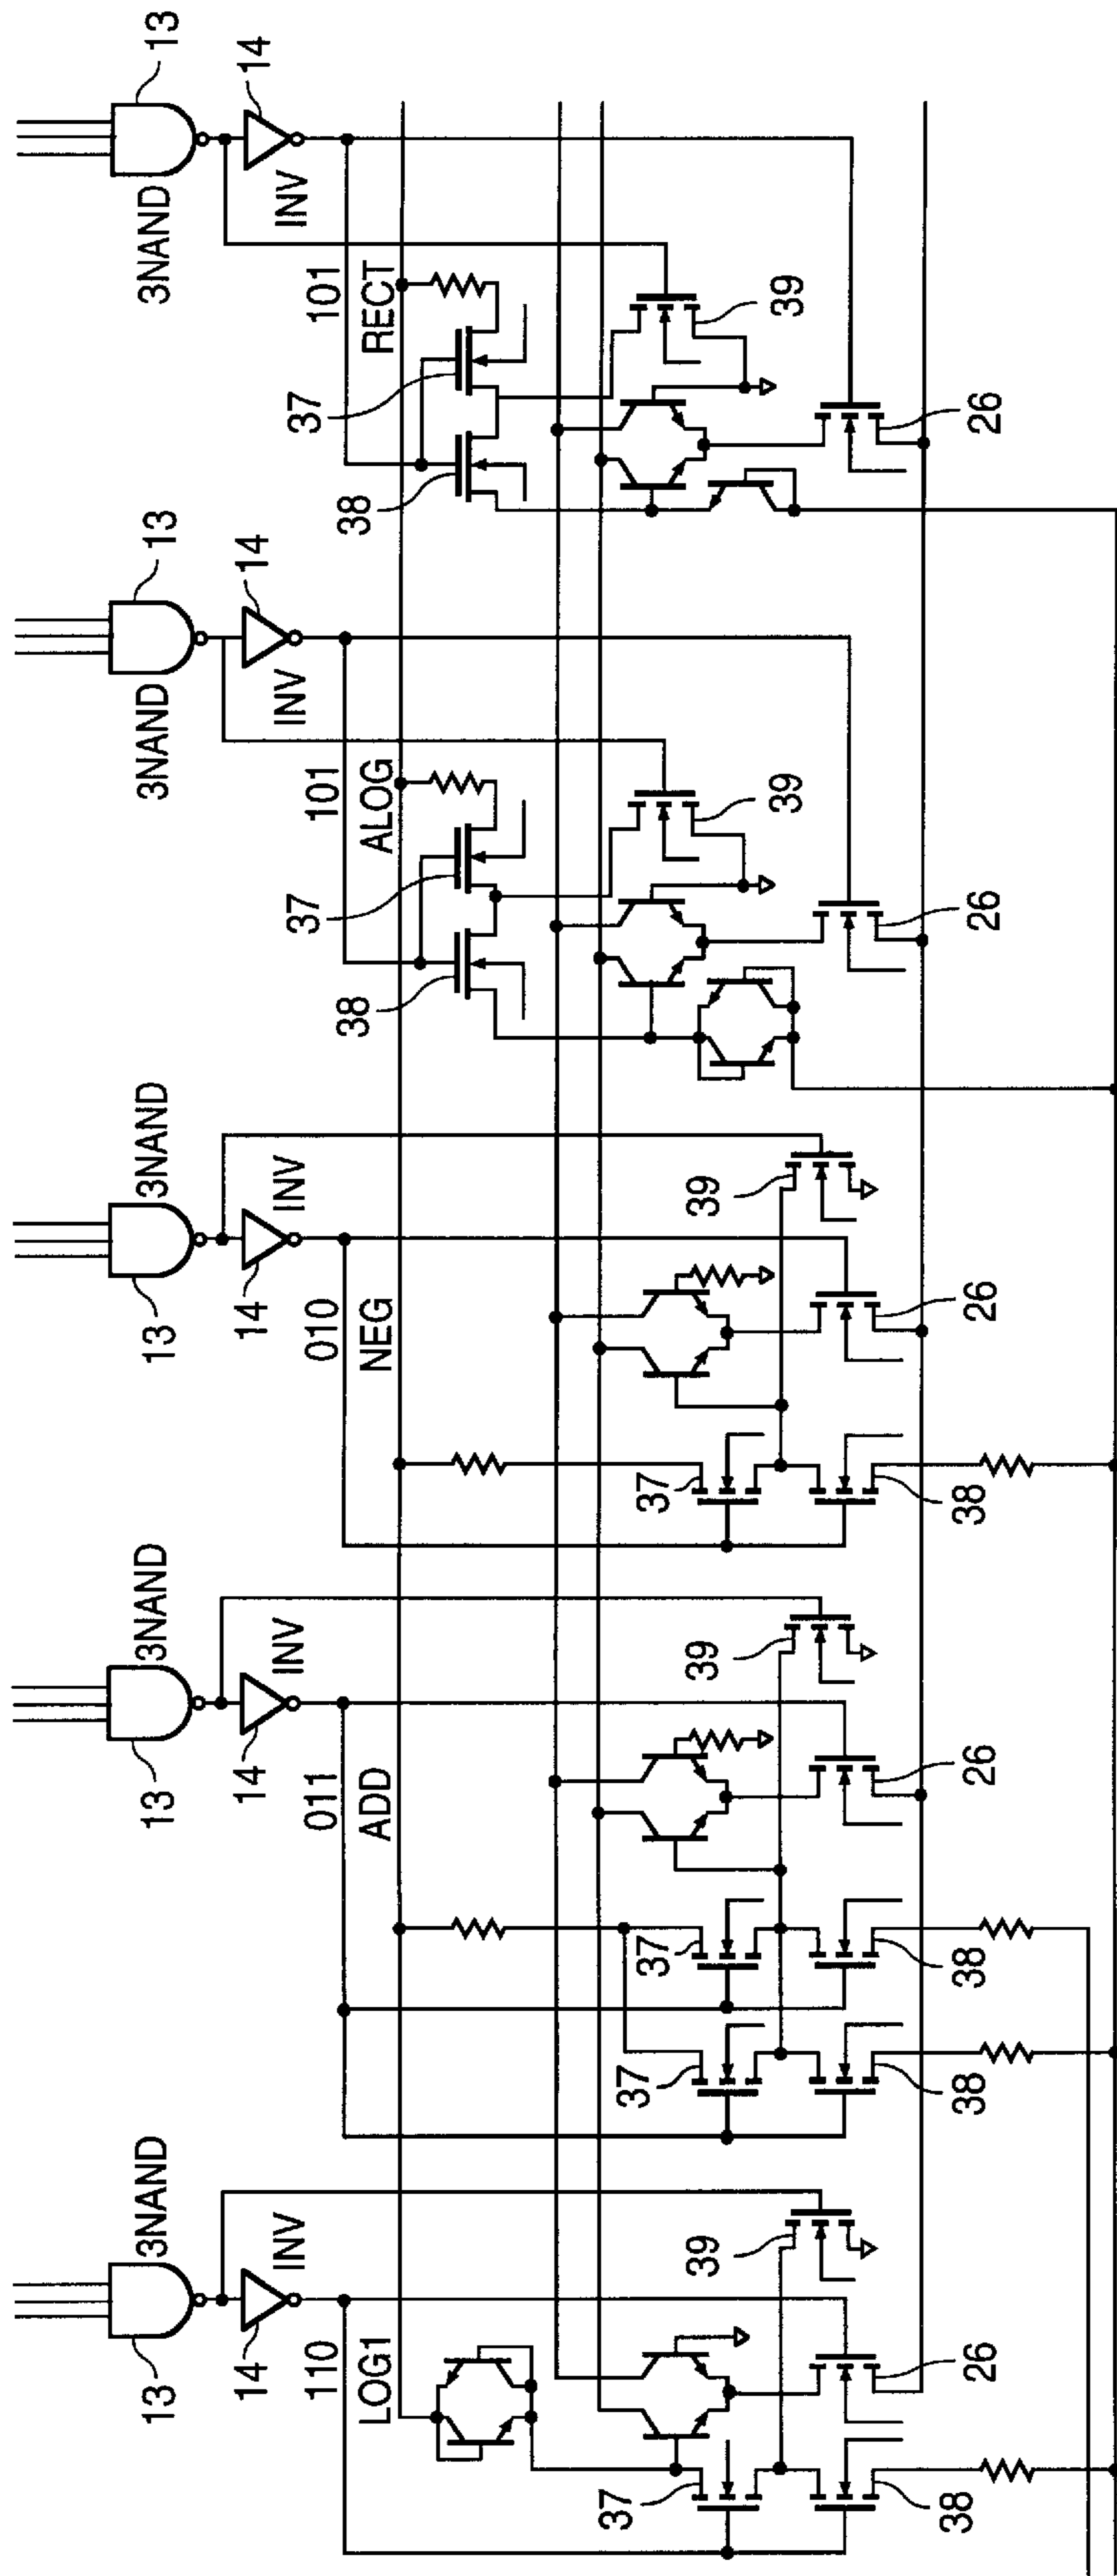 13
3NAND
14
INV
101
RECT
37
38
39
26
13
3NAND
14
INV
101
ALOG
37
38
39
26
3NAND
13
INV
14
010
NEG
39
37
26
38
3NAND
13
INV
14
011
ADD
39
37
26
38
37
38
3NAND
13
INV
14
110
LOG1
39
37
26
38